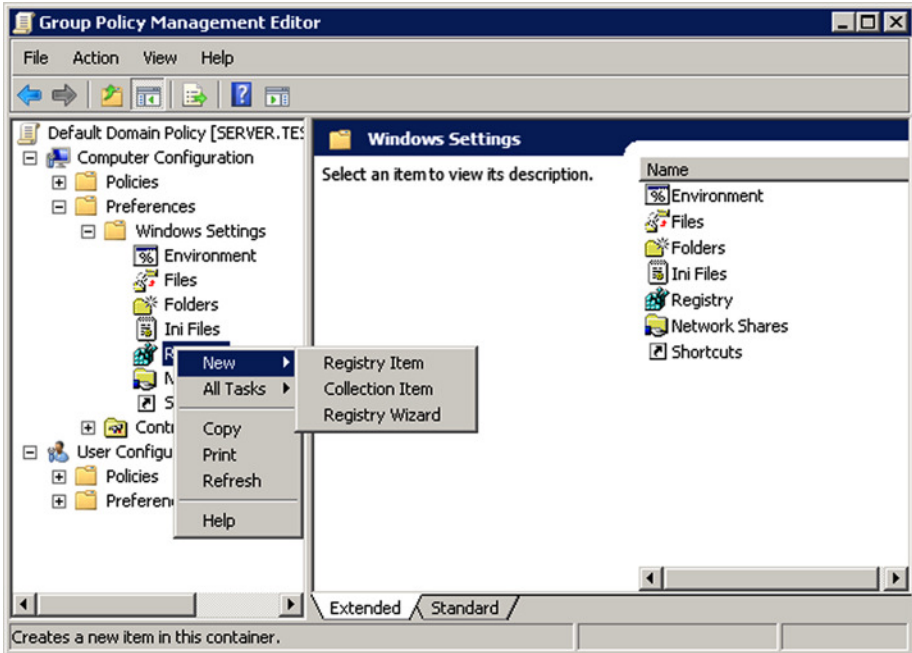 Group Policy Management Editor
File Action View Help
Default Domain Policy [SERVER.TES
Computer Configuration
Policies
Preferences
Windows Settings
Environment
Files
Folders
Ini Files
R
N
S
Contr
User Configu
Policies
Preferen
New
All Tasks
Copy
Print
Refresh
Help
Registry Item
Collection Item
Registry Wizard
Windows Settings
Select an item to view its description.
Name
Environment
Files
Folders
Ini Files
Registry
Network Shares
Shortcuts
Extended Standard
Creates a new item in this container.